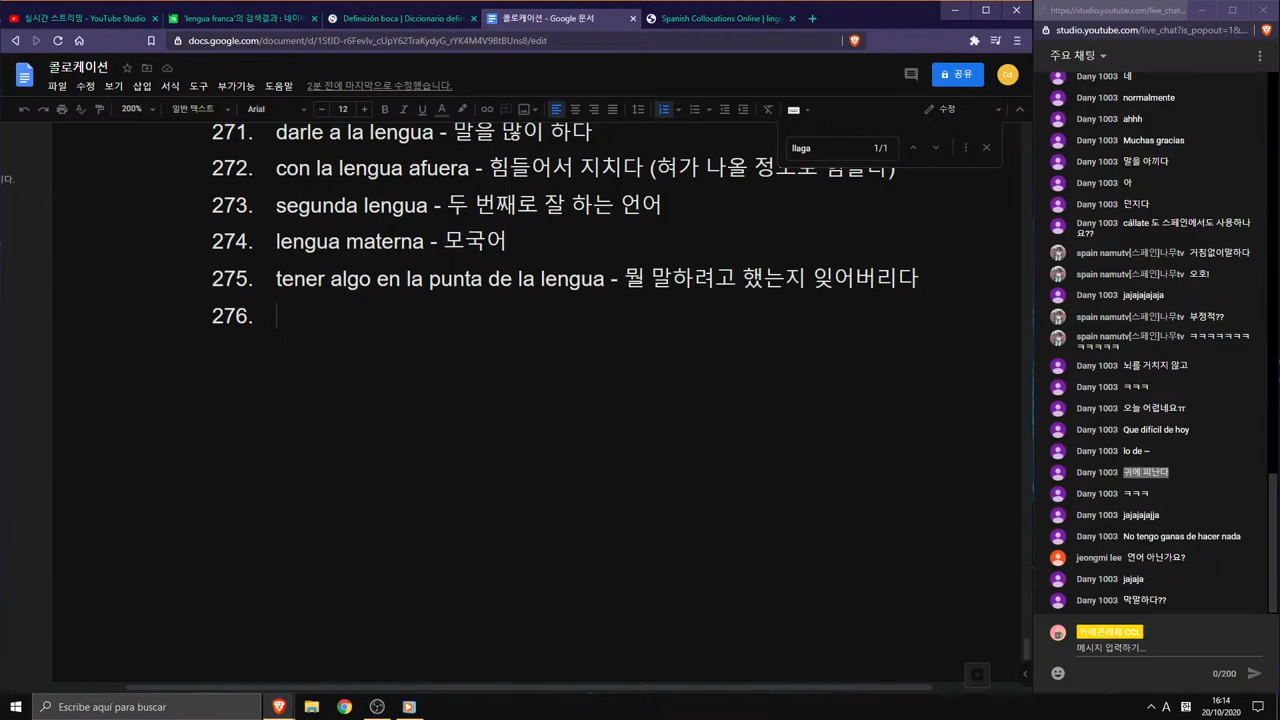 실시간 스트리밍 - YouTube Studio
'lengua franca'의 검색결과 : 네이버
Definición boca | Diccionario defin
콜로케이션 - Google 문서
Spanish Collocations Online | lingu
docs.google.com/document/d/1SfJD-r6FevIv_cUpY62TraKydyG_rYK4M4V9BtBUns8/edit
콜로케이션
파일 수정 보기 삽입 서식 도구 부가기능 도움말 2분 전에 마지막으로 수정했습니다.
공유
CCL
200% 일반 텍스트 Arial 12 수정
llaga 1/1
니다.
271. darle a la lengua - 말을 많이 하다
272. con la lengua afuera - 힘들어서 지치다 (혀가 나올 정도로 힘들다)
273. segunda lengua - 두 번째로 잘 하는 언어
274. lengua materna - 모국어
275. tener algo en la punta de la lengua - 뭘 말하려고 했는지 잊어버리다
276.
https://studio.youtube.com/live_chat?is_popout=1&...
studio.youtube.com/live_chat?is_popout=1&...
주요 채팅
Dany 1003 네
Dany 1003 normalmente
Dany 1003 ahhh
Dany 1003 Muchas gracias
Dany 1003 말을 아끼다
Dany 1003 아
Dany 1003 던지다
Dany 1003 cállate 도 스페인에서도 사용하나
요??
spain namutv[스페인]나무tv 거침없이말하다
spain namutv[스페인]나무tv 오호!
Dany 1003 jajajajajaja
spain namutv[스페인]나무tv 부정적??
spain namutv[스페인]나무tv ㅋㅋㅋㅋㅋㅋㅋ
ㅋㅋㅋㅋㅋ
Dany 1003 뇌를 거치지 않고
Dany 1003 ㅋㅋㅋ
Dany 1003 오늘 어렵네요ㅠ
Dany 1003 Que difícil de hoy
Dany 1003 lo de ~
Dany 1003 귀에 피난다
Dany 1003 ㅋㅋㅋ
Dany 1003 jajajajajja
Dany 1003 No tengo ganas de hacer nada
jeongmi lee 언어 아닌가요?
Dany 1003 jajaja
Dany 1003 막말하다??
카페콘레체 CCL
메시지 입력하기...
0/200
Escribe aquí para buscar
A 한
16:14
20/10/2020